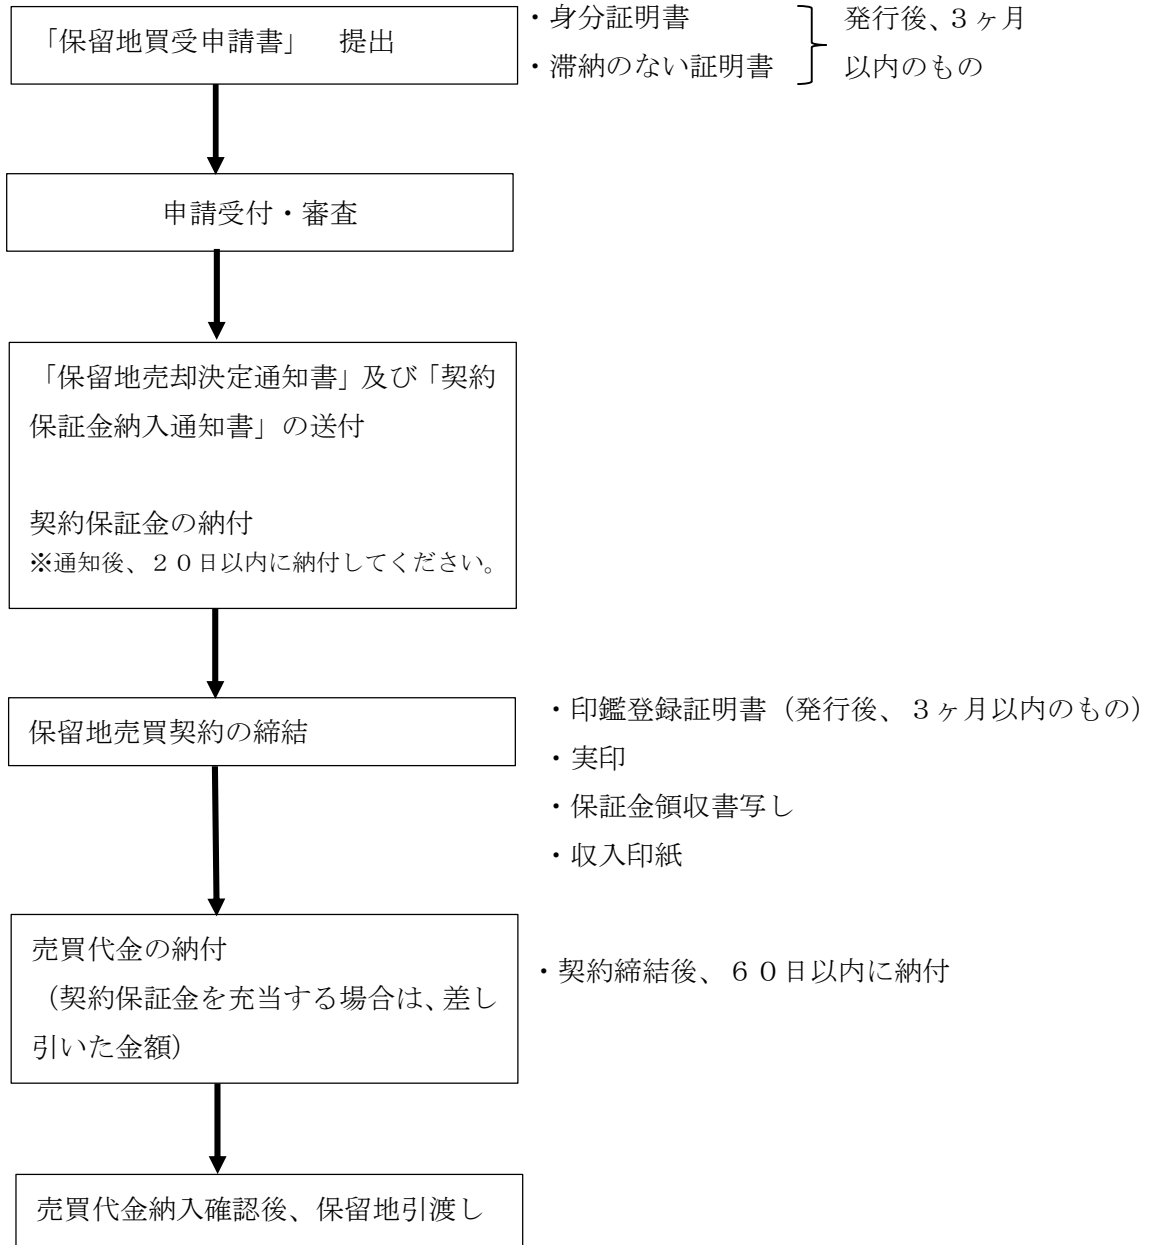 「保留地買受申請書」　提出
・身分証明書
・滞納のない証明書
発行後、３ヶ月
以内のもの
申請受付・審査
「保留地売却決定通知書」及び「契約
保証金納入通知書」の送付
契約保証金の納付
※通知後、２０日以内に納付してください。
保留地売買契約の締結
・印鑑登録証明書（発行後、３ヶ月以内のもの）
・実印
・保証金領収書写し
・収入印紙
売買代金の納付
（契約保証金を充当する場合は、差し
引いた金額）
・契約締結後、６０日以内に納付
売買代金納入確認後、保留地引渡し